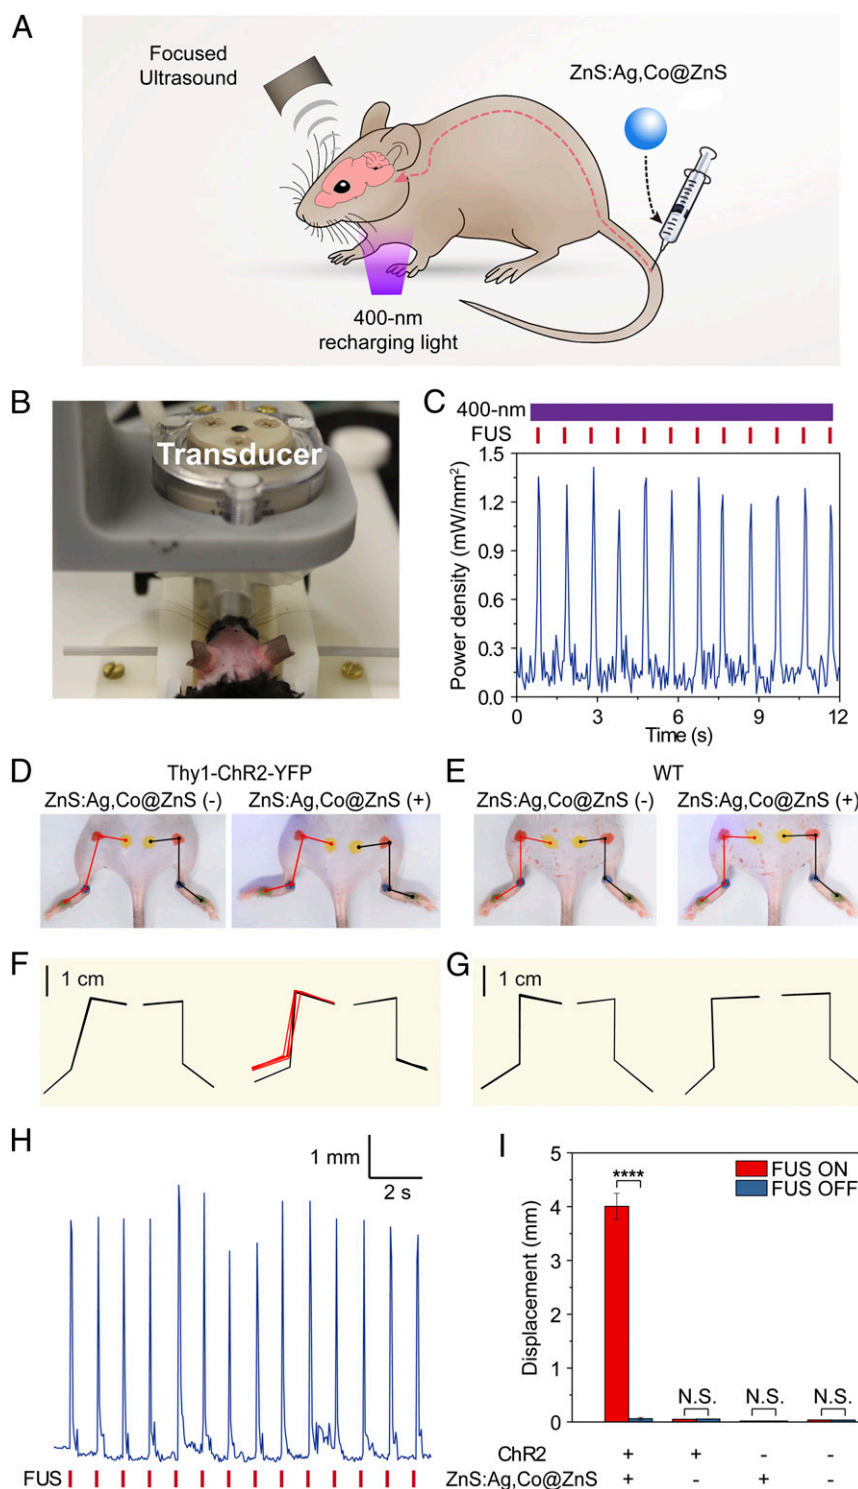 A
Focused
Ultrasound
ZnS:Ag,Co@ZnS
400-nm
recharging light
B
Transducer
C
400-nm
FUS
Power density (mW/mm²)
1.5
1.2
0.9
0.6
0.3
0.0
0 3 6 9 12
Time (s)
D
Thy1-ChR2-YFP
ZnS:Ag,Co@ZnS (-) ZnS:Ag,Co@ZnS (+)
E
WT
ZnS:Ag,Co@ZnS (-) ZnS:Ag,Co@ZnS (+)
F
1 cm
G
1 cm
H
1 mm
2 s
FUS
I
FUS ON
FUS OFF
****
Displacement (mm)
5
4
3
2
1
0
N.S. N.S. N.S.
ChR2 + + - -
ZnS:Ag,Co@ZnS + - + -